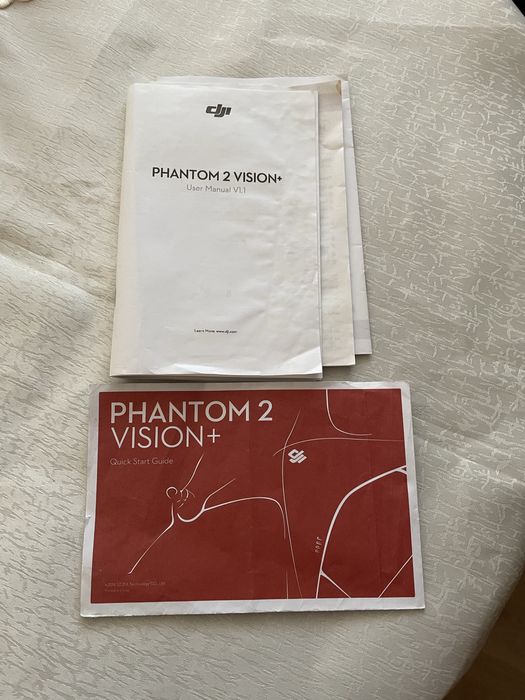 dji
PHANTOM 2 VISION+
User Manual V1.1
Learn More www.dji.com
PHANTOM 2
VISION+
Quick Start Guide
dji